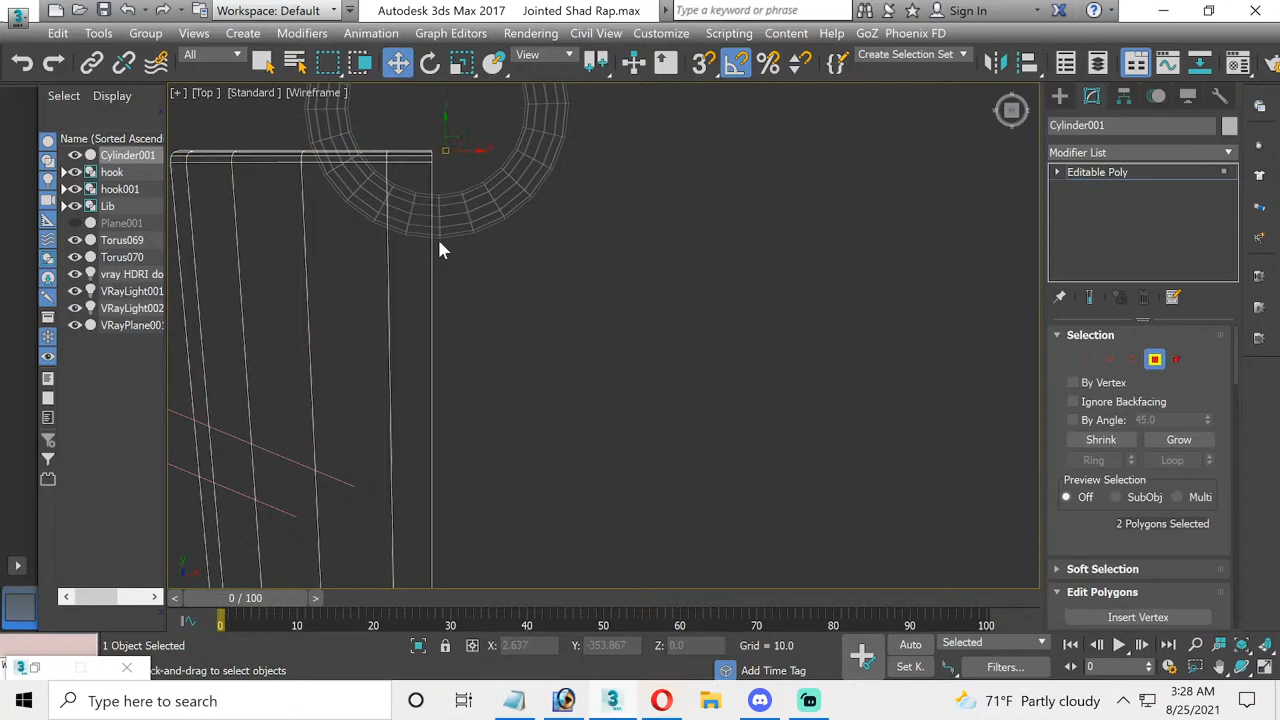 Workspace: Default
Autodesk 3ds Max 2017
Jointed Shad Rap.max
Type a keyword or phrase
Sign In
Edit Tools Group Views Create Modifiers Animation Graph Editors Rendering Civil View Customize Scripting Content Help GoZ Phoenix FD
All
View
Create Selection Set
Select Display
[+] [Top] [Standard] [Wireframe]
Name (Sorted Ascend
Cylinder001
hook
hook001
Lib
Plane001
Torus069
Torus070
vray HDRI do
VRayLight001
VRayLight002
VRayPlane001
Cylinder001
Modifier List
Editable Poly
Selection
By Vertex
Ignore Backfacing
By Angle: 45.0
Shrink Grow
Ring Loop
Preview Selection
Off SubObj Multi
2 Polygons Selected
Soft Selection
Edit Polygons
Insert Vertex
0 / 100
0 10 20 30 40 50 60 70 80 90 100
1 Object Selected
X: 2.637 Y: -353.867 Z: 0.0 Grid = 10.0
Auto
Selected
ck-and-drag to select objects
Add Time Tag
Set K.
Filters...
0
Type here to search
71°F Partly cloudy
3:28 AM
8/25/2021